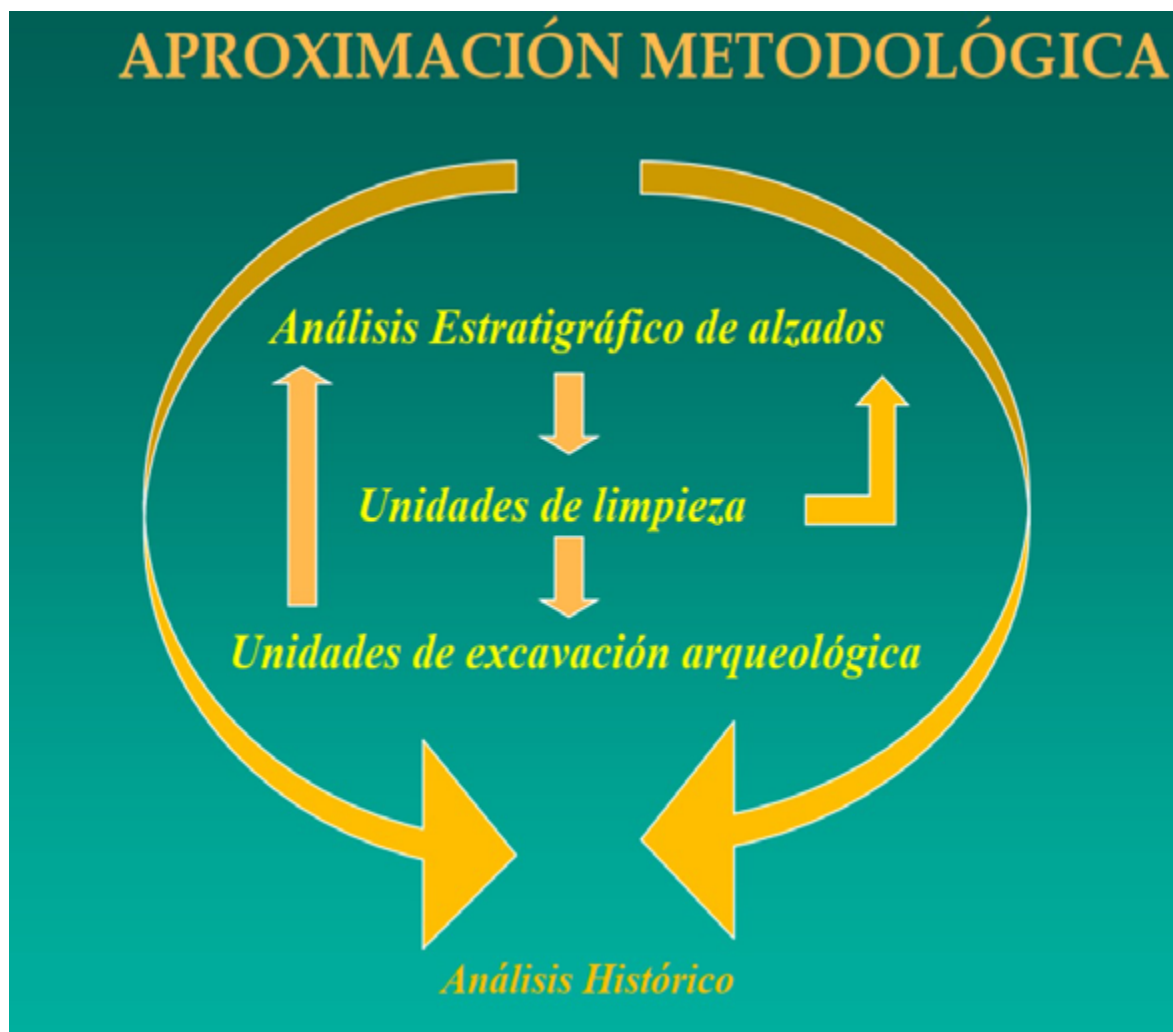 APROXIMACIÓN METODOLÓGICA
Análisis Estratigráfico de alzados
Unidades de limpieza
Unidades de excavación arqueológica
Análisis Histórico